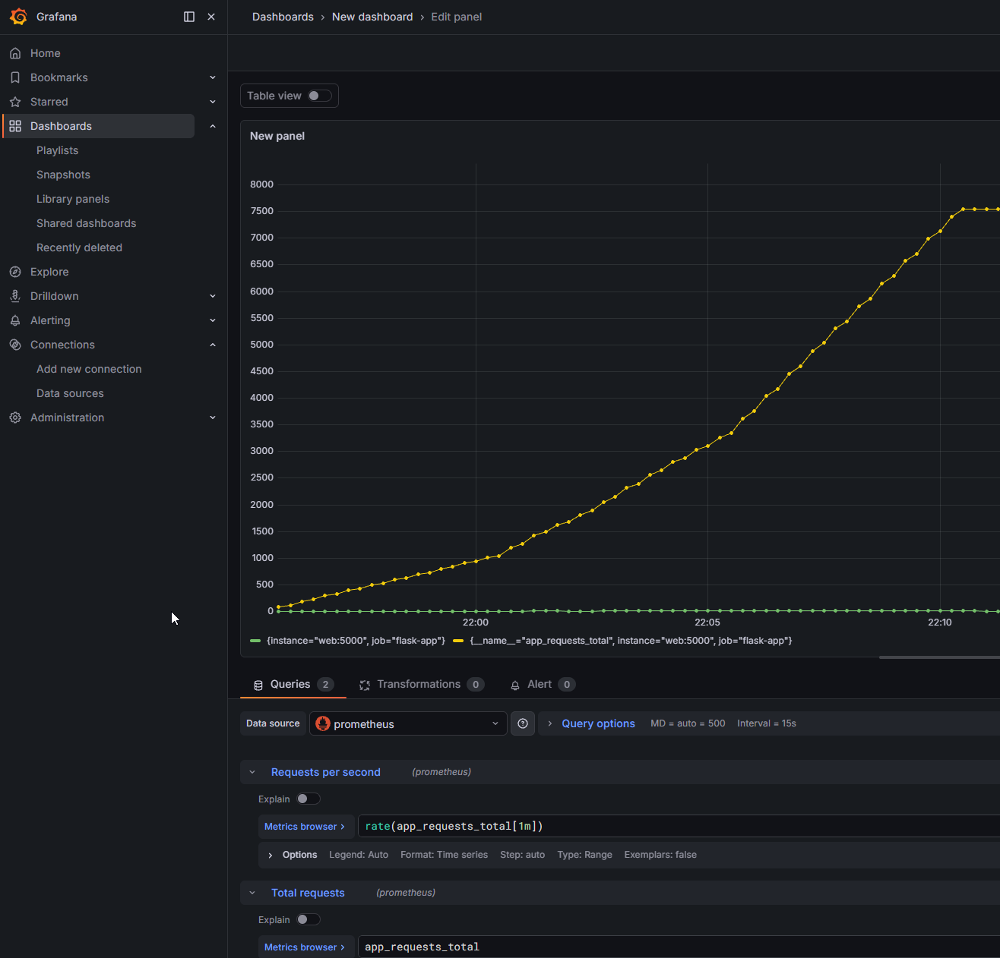 Grafana
Dashboards › New dashboard › Edit panel
Home
Bookmarks
Starred
Dashboards
Playlists
Snapshots
Library panels
Shared dashboards
Recently deleted
Explore
Drilldown
Alerting
Connections
Add new connection
Data sources
Administration
Table view
New panel
8000
7500
7000
6500
6000
5500
5000
4500
4000
3500
3000
2500
2000
1500
1000
500
0
22:00 22:05 22:10
{instance="web:5000", job="flask-app"} {__name__="app_requests_total", instance="web:5000", job="flask-app"}
Queries 2 Transformations 0 Alert 0
Data source prometheus Query options MD = auto = 500 Interval = 15s
Requests per second (prometheus)
Explain
Metrics browser › rate(app_requests_total[1m])
Options Legend: Auto Format: Time series Step: auto Type: Range Exemplars: false
Total requests (prometheus)
Explain
Metrics browser › app_requests_total